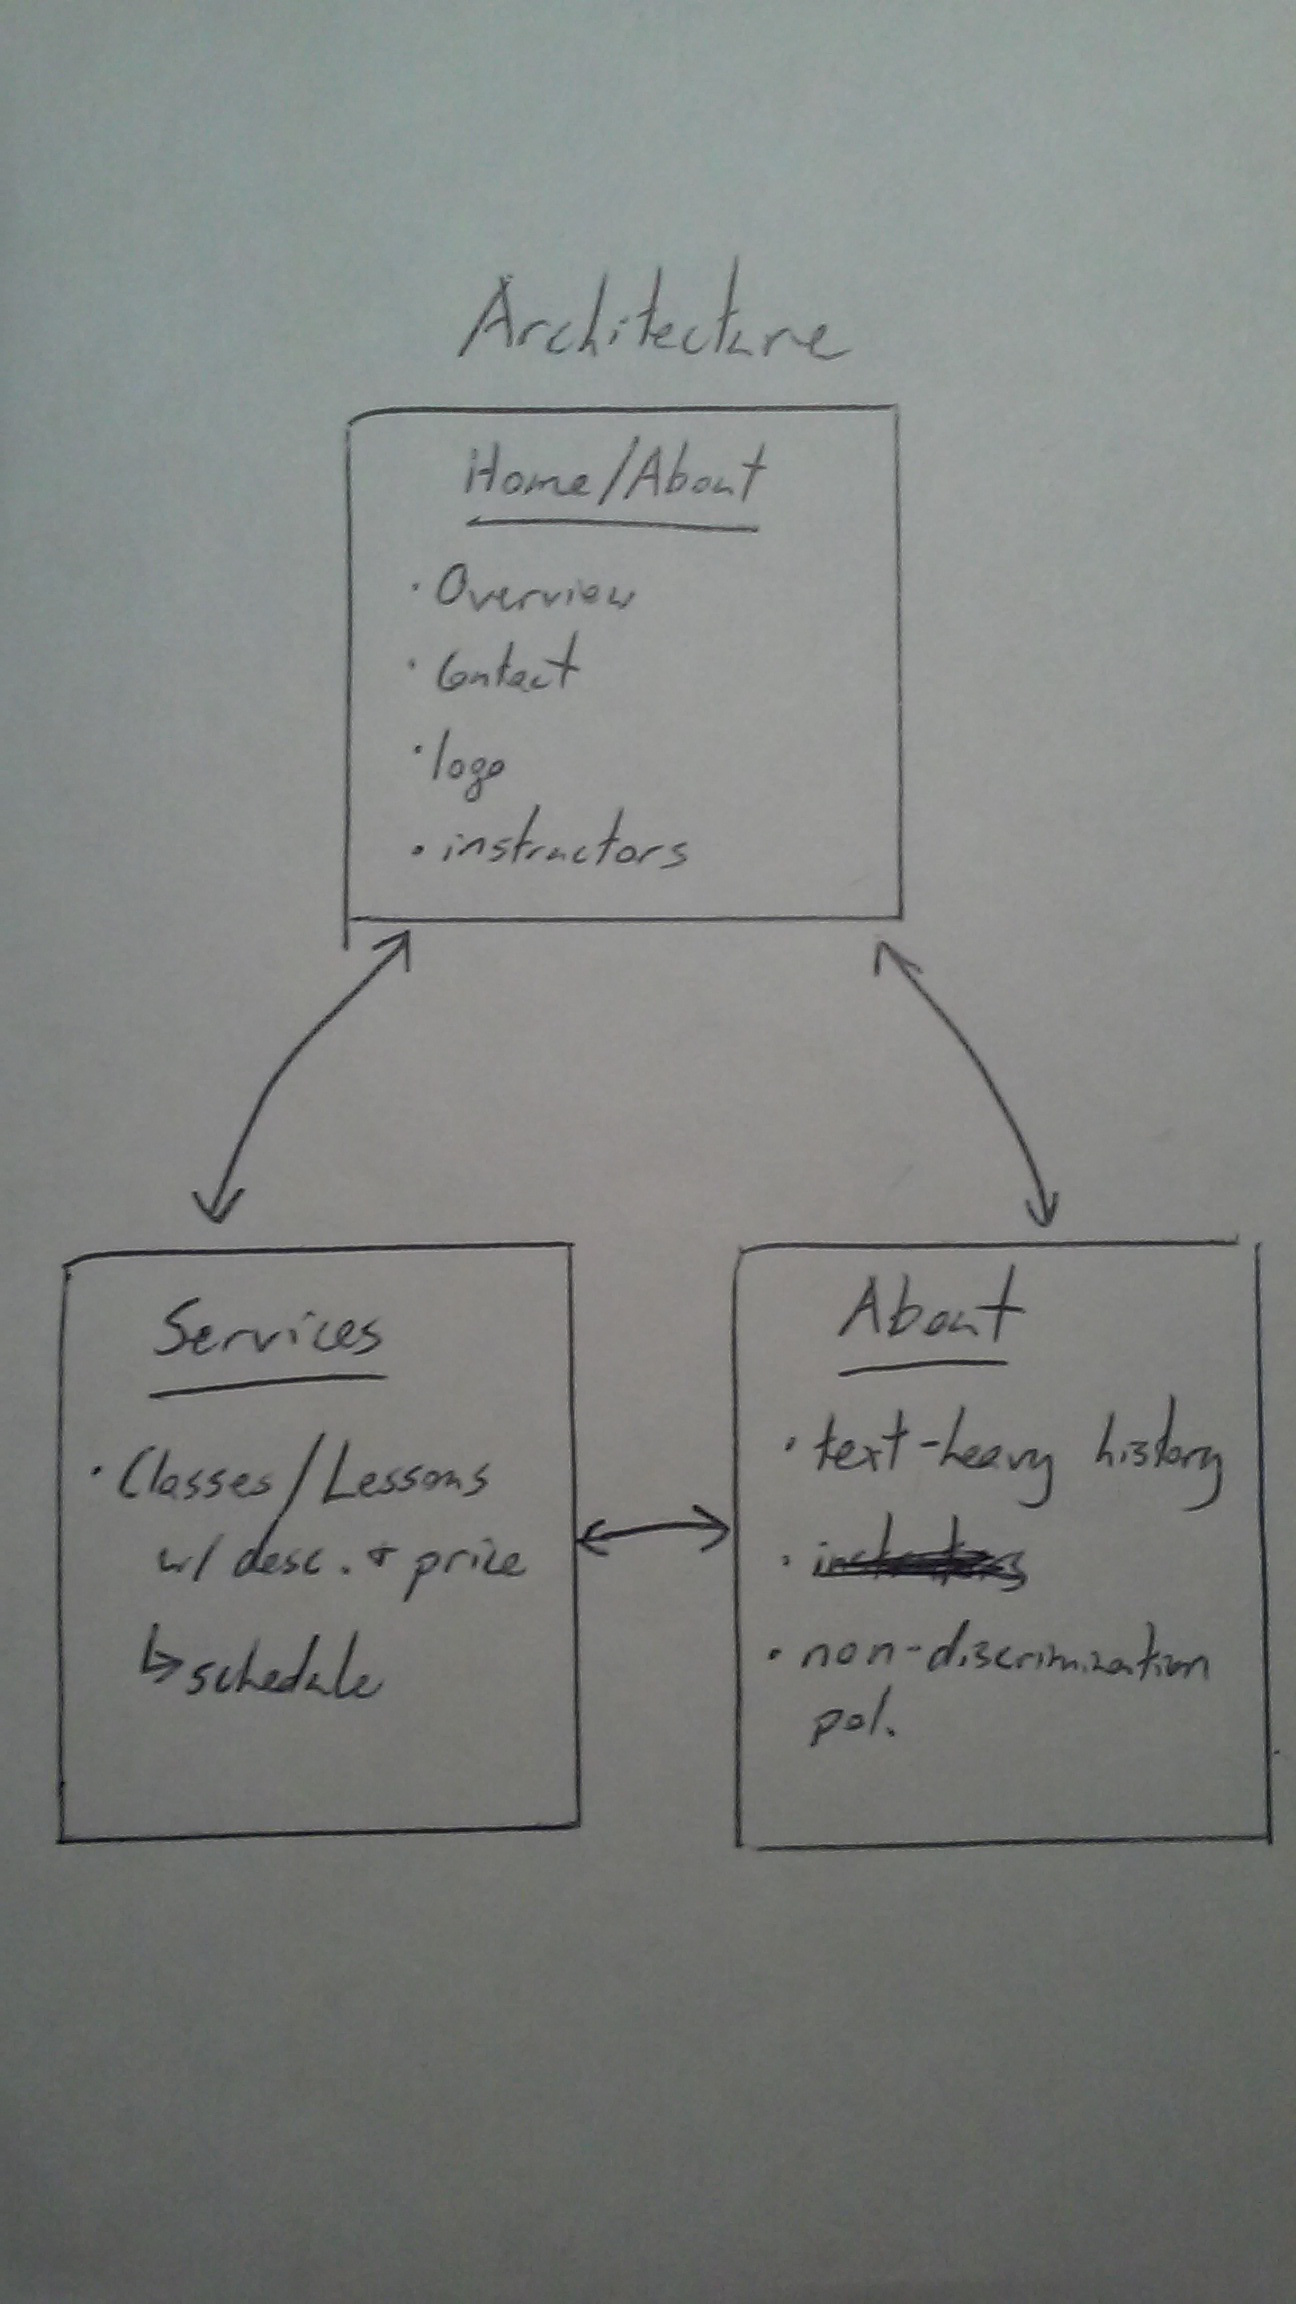 Architecture
Home/About
· Overview
· Contact
· logo
· instructors
Services
· Classes/Lessons
w/ desc. + price
↳ schedule
About
· text-heavy history
·
· non-discrimination
pol.